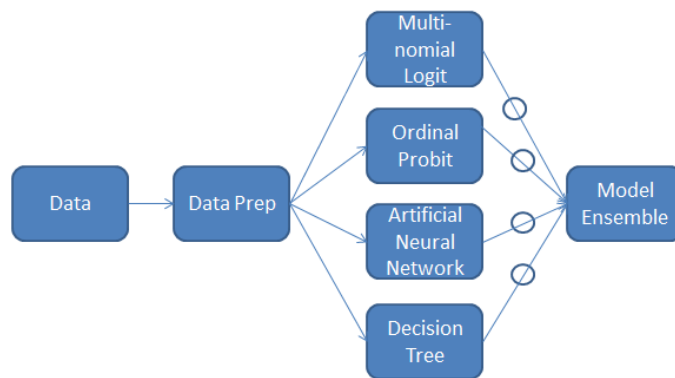 Data
Data Prep
Multi-
nomial
Logit
Ordinal
Probit
Artificial
Neural
Network
Decision
Tree
Model
Ensemble